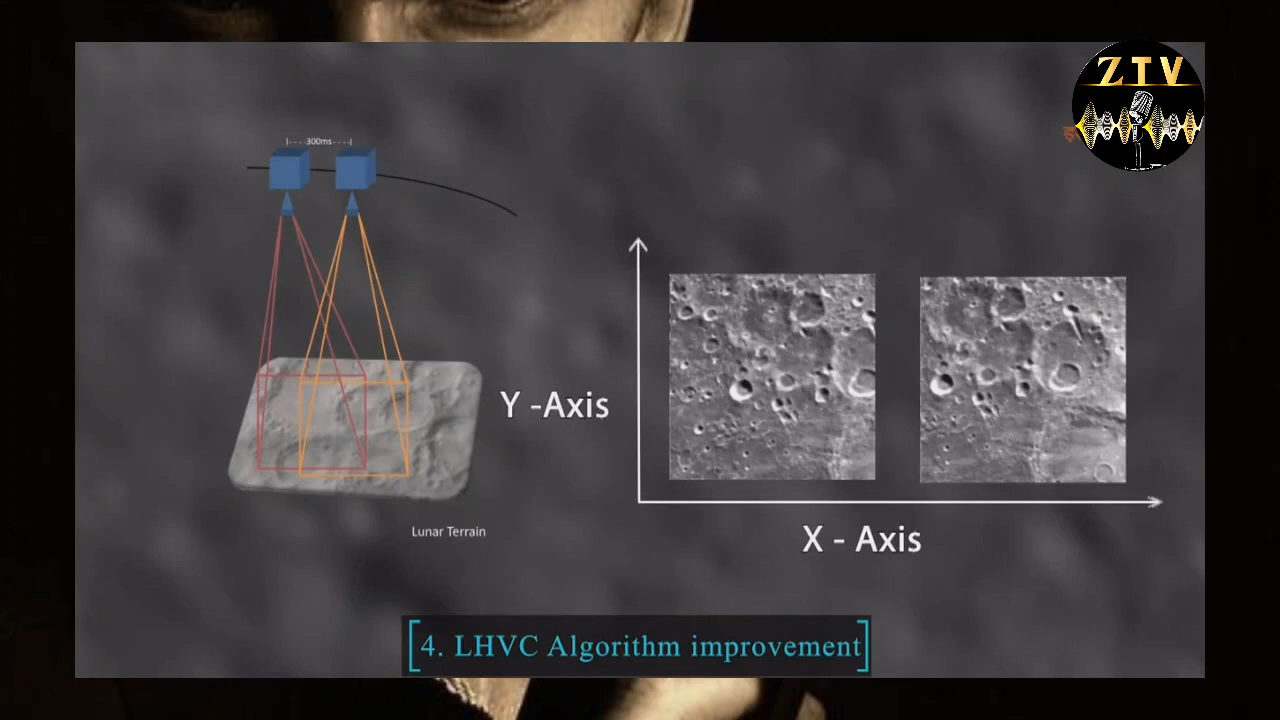 ZTV
|----300ms----|
Y -Axis
Lunar Terrain
X - Axis
[4. LHVC Algorithm improvement]